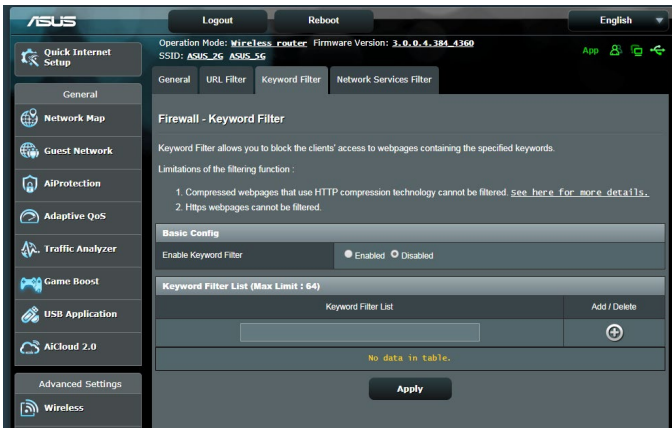 ASUS
Logout
Reboot
English
Quick Internet
Setup
Operation Mode: Wireless router Firmware Version: 3.0.0.4.384_4360
SSID: ASUS_2G ASUS_5G
App
General
URL Filter
Keyword Filter
Network Services Filter
General
Network Map
Guest Network
AiProtection
Adaptive QoS
Traffic Analyzer
Game Boost
USB Application
AiCloud 2.0
Advanced Settings
Wireless
Firewall - Keyword Filter
Keyword Filter allows you to block the clients' access to webpages containing the specified keywords.
Limitations of the filtering function :
1. Compressed webpages that use HTTP compression technology cannot be filtered. See here for more details.
2. Https webpages cannot be filtered.
Basic Config
Enable Keyword Filter
Enabled Disabled
Keyword Filter List (Max Limit : 64)
Keyword Filter List
Add / Delete
No data in table.
Apply